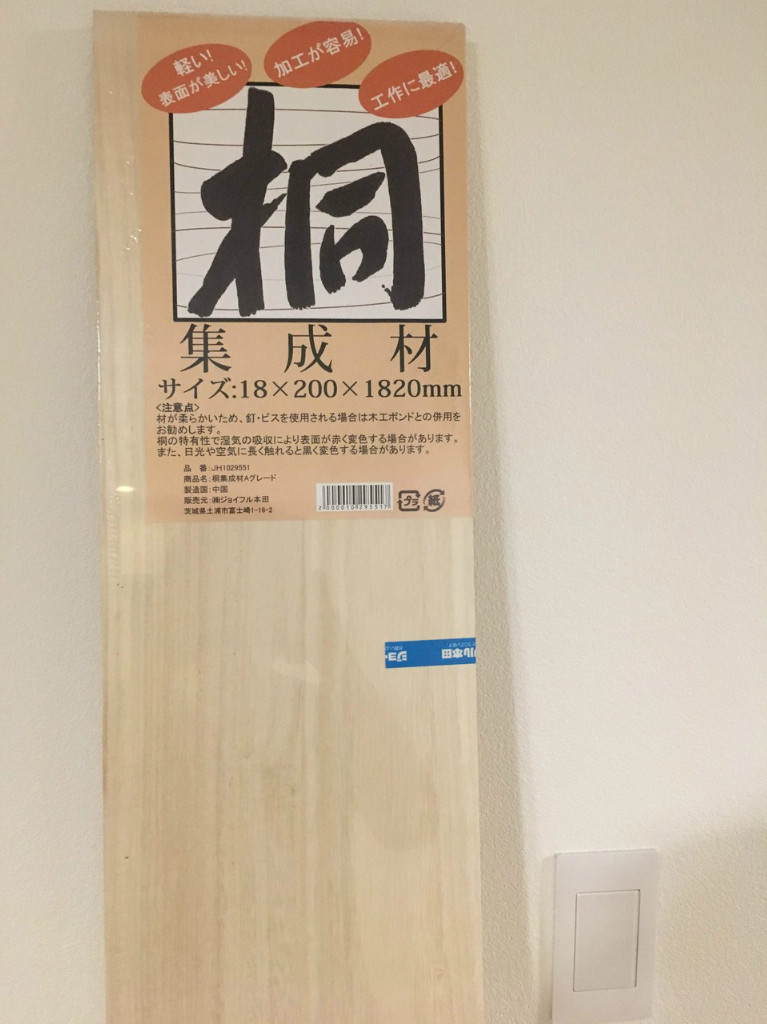 軽い!
表面が美しい!
加工が容易!
工作に最適!
桐
集成材
サイズ:18×200×1820mm
<注意点>
材が柔らかいため、釘・ビスを使用される場合は木工ボンドとの併用を
お勧めします。
桐の特有性で湿気の吸収により表面が赤く変色する場合があります。
また、日光や空気に長く触れると黒く変色する場合があります。
品 番:JH1029551
商品名:桐集成材Aグレード
製造国:中国
販売元:㈱ジョイフル本田
茨城県土浦市富士崎1-16-2
プラ
紙
ル本田
ジョ